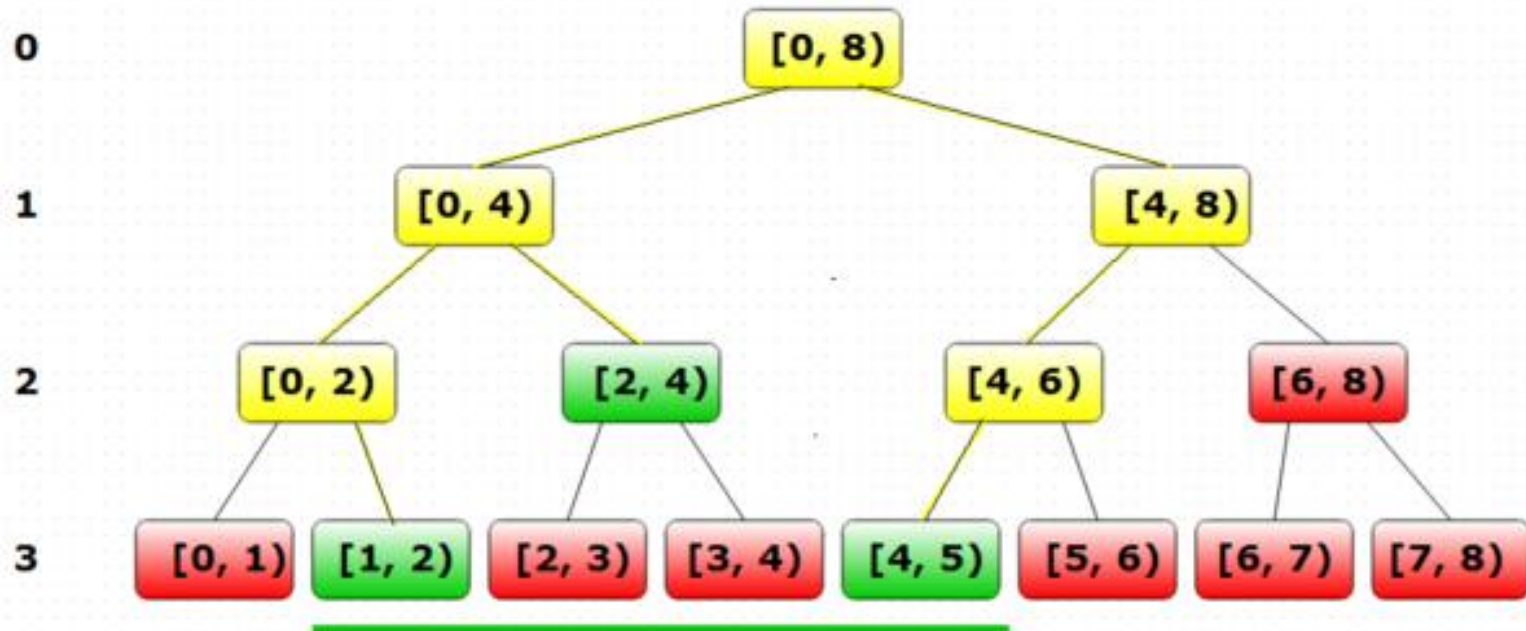 0 [0, 8)
1 [0, 4) [4, 8)
2 [0, 2) [2, 4) [4, 6) [6, 8)
3 [0, 1) [1, 2) [2, 3) [3, 4) [4, 5) [5, 6) [6, 7) [7, 8)